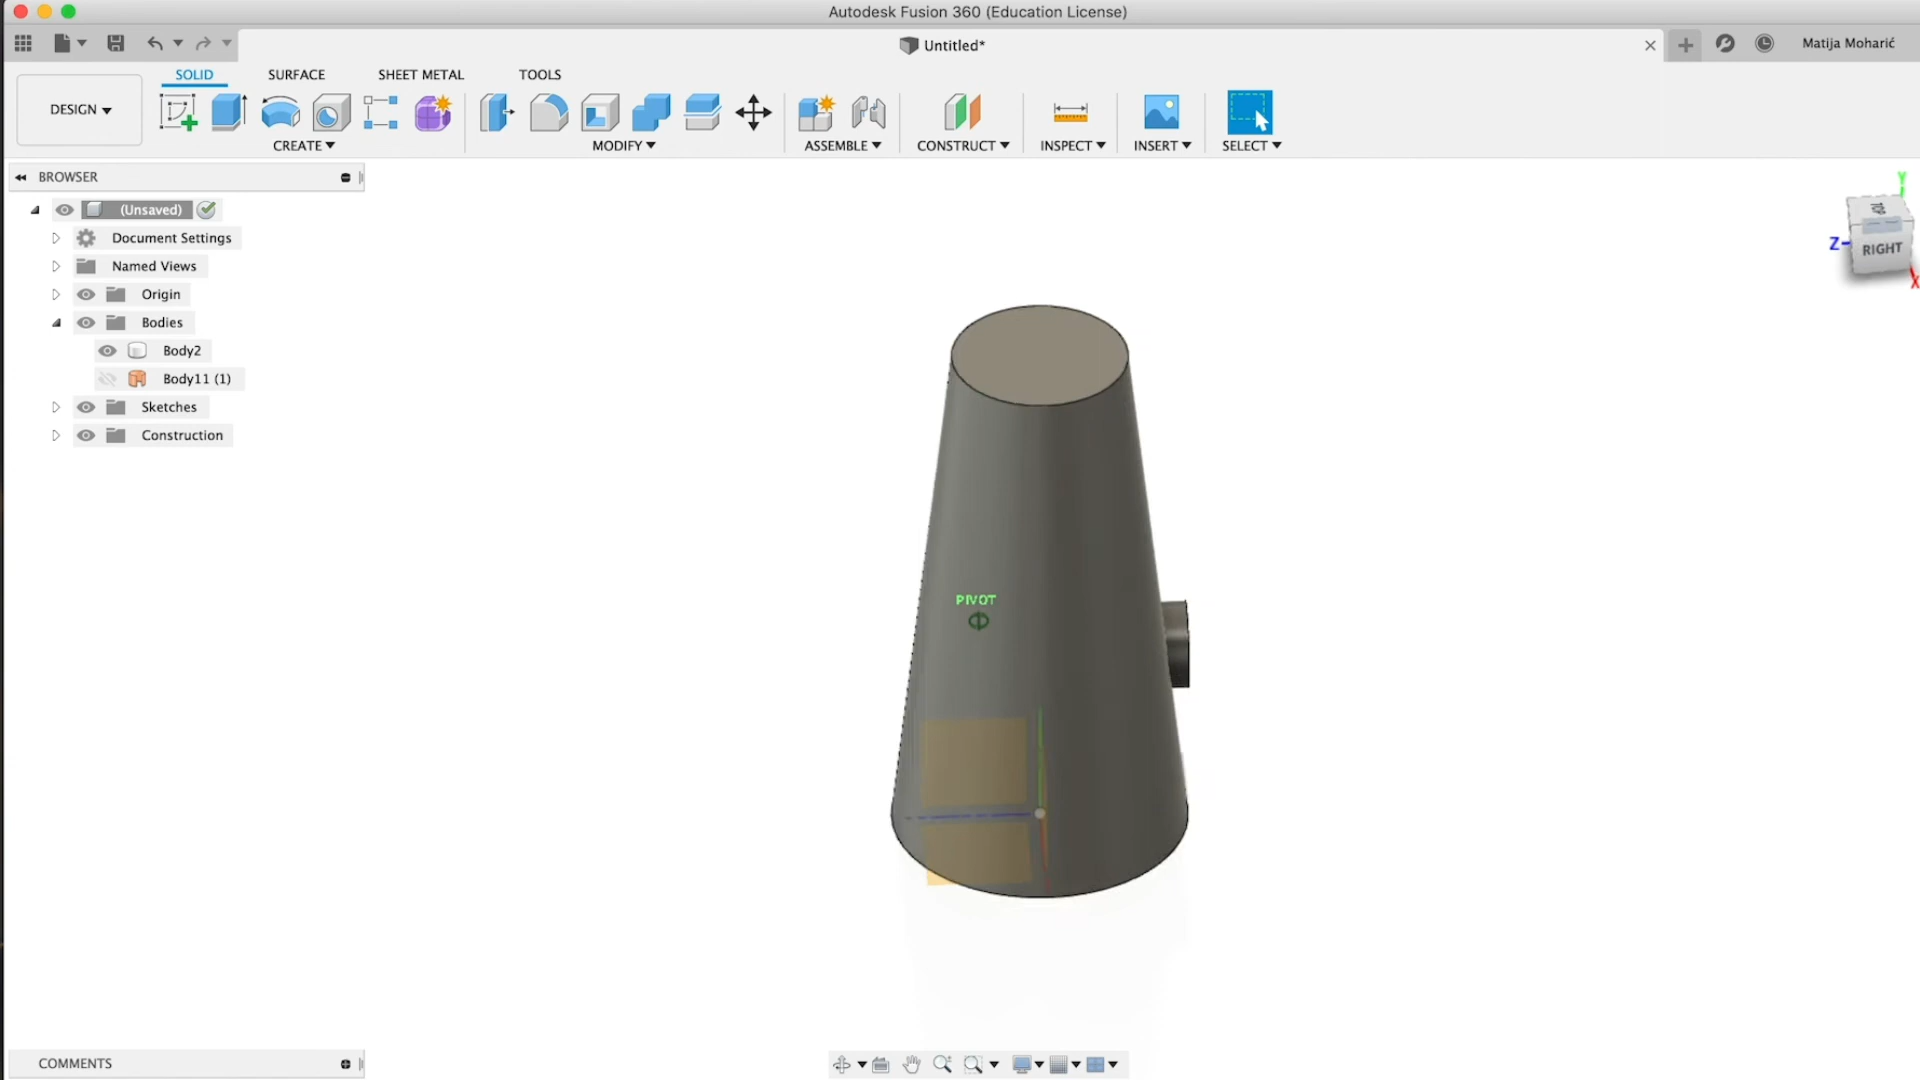 Autodesk Fusion 360 (Education License)
Untitled*
Matija Moharić
SOLID SURFACE SHEET METAL TOOLS
DESIGN
CREATE MODIFY ASSEMBLE CONSTRUCT INSPECT INSERT SELECT
BROWSER
(Unsaved)
Document Settings
Named Views
Origin
Bodies
Body2
Body11 (1)
Sketches
Construction
Y
TOP
Z
RIGHT
X
PIVOT
COMMENTS